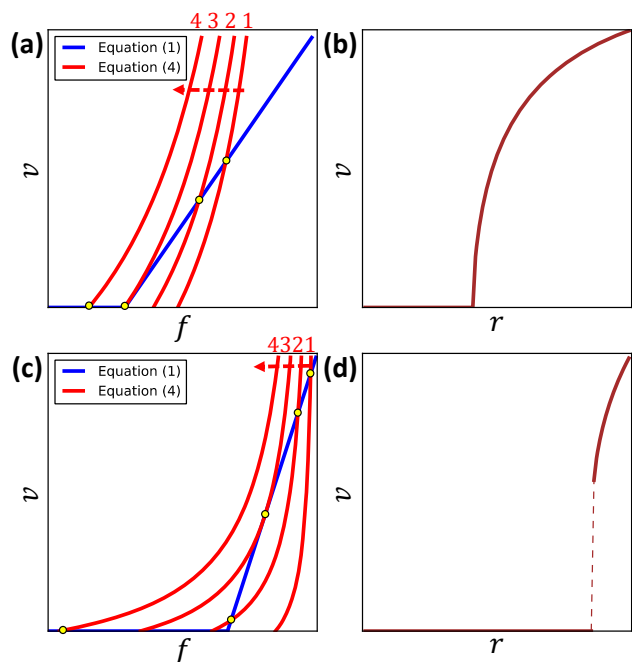 4 3 2 1
(a)
Equation (1)
Equation (4)
v
f
(b)
v
r
4321
(c)
Equation (1)
Equation (4)
v
f
(d)
v
r